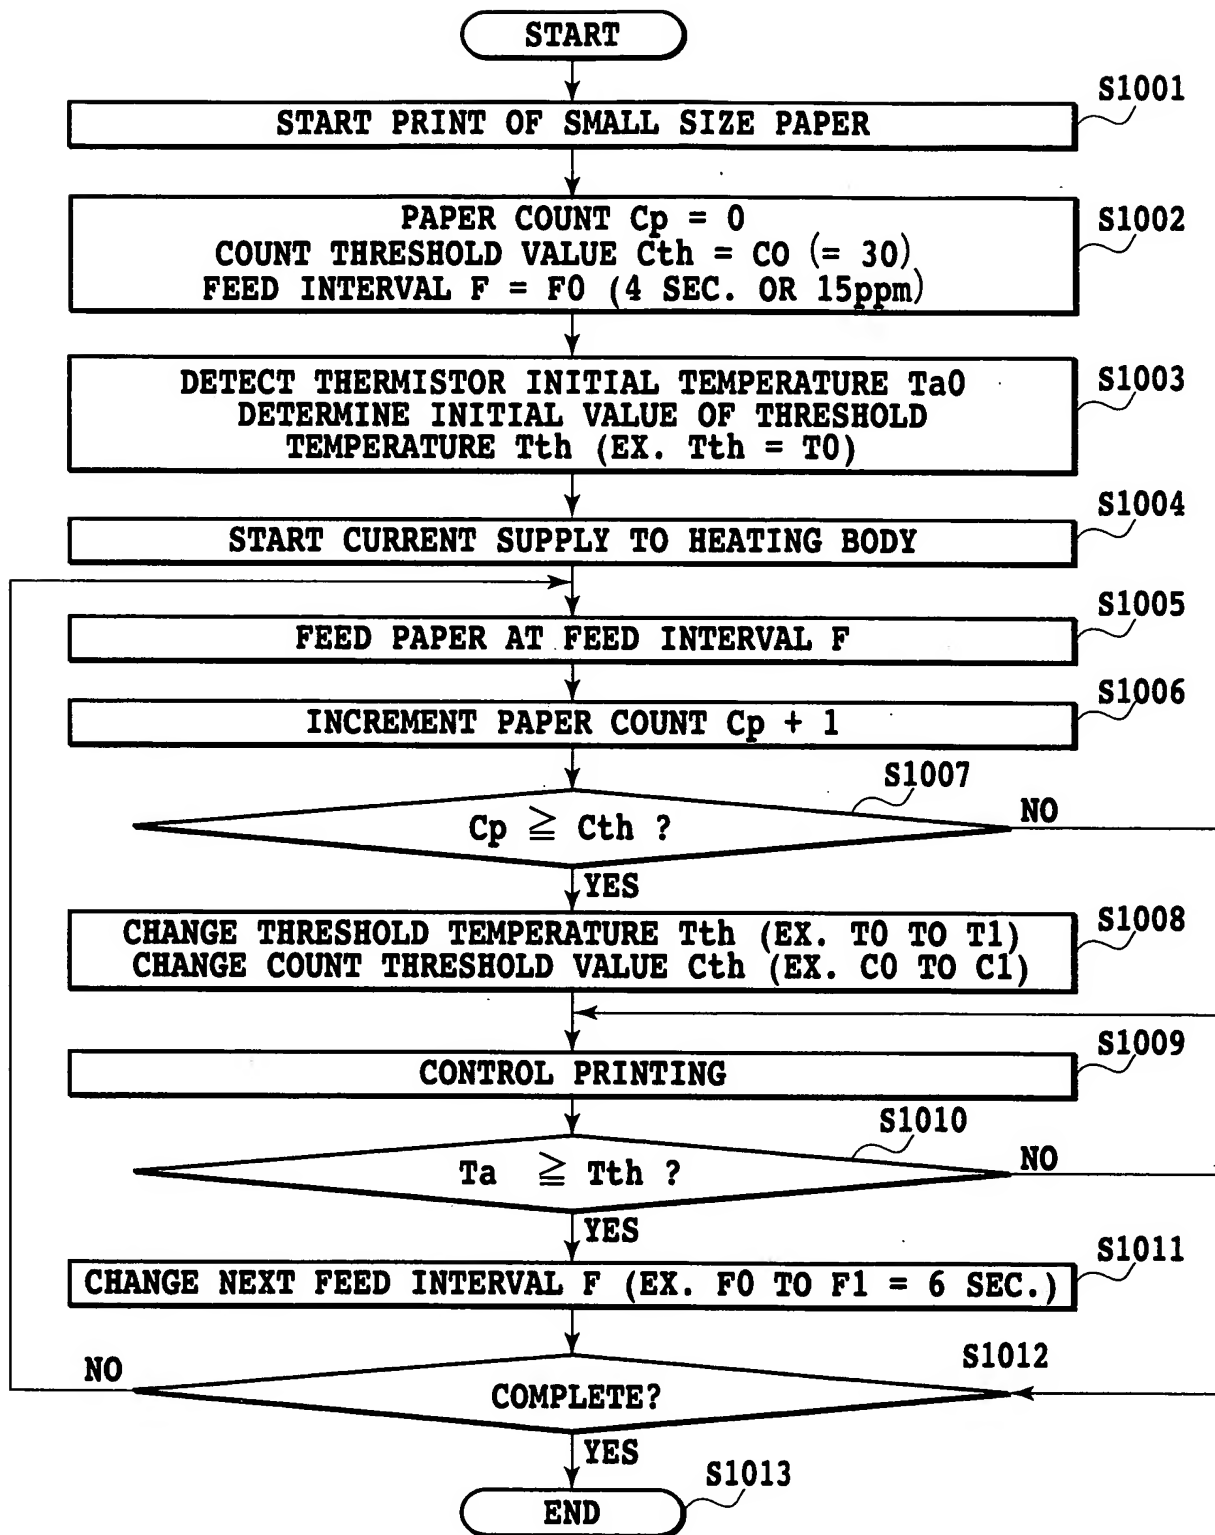 START
S1001
START PRINT OF SMALL SIZE PAPER
S1002
PAPER COUNT Cp = 0
COUNT THRESHOLD VALUE Cth = C0 (= 30)
FEED INTERVAL F = F0 (4 SEC. OR 15ppm)
S1003
DETECT THERMISTOR INITIAL TEMPERATURE Ta0
DETERMINE INITIAL VALUE OF THRESHOLD
TEMPERATURE Tth (EX. Tth = T0)
S1004
START CURRENT SUPPLY TO HEATING BODY
S1005
FEED PAPER AT FEED INTERVAL F
S1006
INCREMENT PAPER COUNT Cp + 1
S1007
Cp ≧ Cth ?
NO
YES
S1008
CHANGE THRESHOLD TEMPERATURE Tth (EX. T0 TO T1)
CHANGE COUNT THRESHOLD VALUE Cth (EX. C0 TO C1)
S1009
CONTROL PRINTING
S1010
Ta ≧ Tth ?
NO
YES
S1011
CHANGE NEXT FEED INTERVAL F (EX. F0 TO F1 = 6 SEC.)
S1012
NO
COMPLETE?
YES
S1013
END